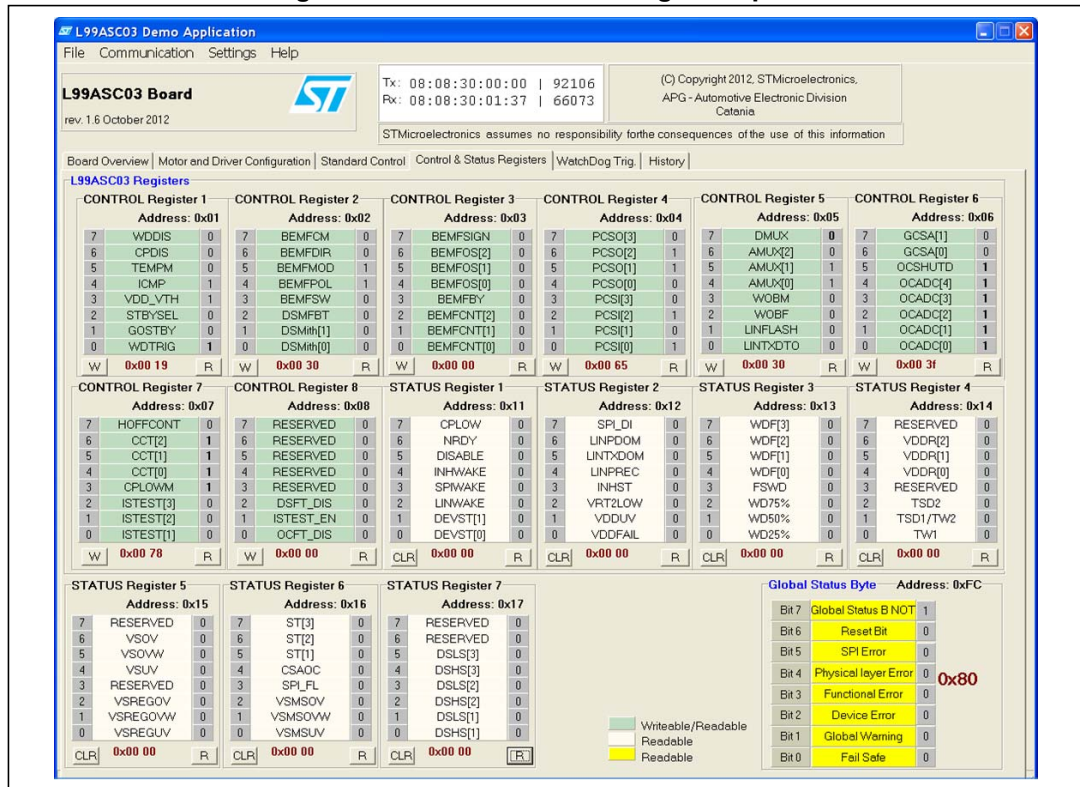 L99ASC03 Demo Application
File Communication Settings Help
L99ASC03 Board
rev. 1.6 October 2012
ST
Tx: 08:08:30:00:00 | 92106
Rx: 08:08:30:01:37 | 66073
(C) Copyright 2012, STMicroelectronics,
APG - Automotive Electronic Division
Catania
STMicroelectronics assumes no responsibility forthe consequences of the use of this information
Board Overview | Motor and Driver Configuration | Standard Control | Control & Status Registers | WatchDog Trig. | History
L99ASC03 Registers
CONTROL Register 1
Address: 0x01
7 WDDIS 0
6 CPDIS 0
5 TEMPM 0
4 ICMP 1
3 VDD_VTH 1
2 STBYSEL 0
1 GOSTBY 0
0 WDTRIG 1
W 0x00 19 R
CONTROL Register 2
Address: 0x02
7 BEMFCM 0
6 BEMFDIR 0
5 BEMFMOD 1
4 BEMFPOL 1
3 BEMFSW 0
2 DSMFBT 0
1 DSMith[1] 0
0 DSMith[0] 0
W 0x00 30 R
CONTROL Register 3
Address: 0x03
7 BEMFSIGN 0
6 BEMFOS[2] 0
5 BEMFOS[1] 0
4 BEMFOS[0] 0
3 BEMFBY 0
2 BEMFCNT[2] 0
1 BEMFCNT[1] 0
0 BEMFCNT[0] 0
W 0x00 00 R
CONTROL Register 4
Address: 0x04
7 PCSO[3] 0
6 PCSO[2] 1
5 PCSO[1] 1
4 PCSO[0] 0
3 PCSI[3] 0
2 PCSI[2] 1
1 PCSI[1] 0
0 PCSI[0] 1
W 0x00 65 R
CONTROL Register 5
Address: 0x05
7 DMUX 0
6 AMUX[2] 0
5 AMUX[1] 1
4 AMUX[0] 1
3 WOBM 0
2 WOBF 0
1 LINFLASH 0
0 LINTXDTO 0
W 0x00 30 R
CONTROL Register 6
Address: 0x06
7 GCSA[1] 0
6 GCSA[0] 0
5 OCSHUTD 1
4 OCADC[4] 1
3 OCADC[3] 1
2 OCADC[2] 1
1 OCADC[1] 1
0 OCADC[0] 1
W 0x00 3f R
CONTROL Register 7
Address: 0x07
7 HOFFCONT 0
6 CCT[2] 1
5 CCT[1] 1
4 CCT[0] 1
3 CPLOWM 1
2 ISTEST[3] 0
1 ISTEST[2] 0
0 ISTEST[1] 0
W 0x00 78 R
CONTROL Register 8
Address: 0x08
7 RESERVED 0
6 RESERVED 0
5 RESERVED 0
4 RESERVED 0
3 RESERVED 0
2 DSFT_DIS 0
1 ISTEST_EN 0
0 OCFT_DIS 0
W 0x00 00 R
STATUS Register 1
Address: 0x11
7 CPLOW 0
6 NRDY 0
5 DISABLE 0
4 INHWAKE 0
3 SPIWAKE 0
2 LINWAKE 0
1 DEVST[1] 0
0 DEVST[0] 0
CLR 0x00 00 R
STATUS Register 2
Address: 0x12
7 SPI_DI 0
6 LINPDOM 0
5 LINTXDOM 0
4 LINPREC 0
3 INHST 0
2 VRT2LOW 0
1 VDDUV 0
0 VDDFAIL 0
CLR 0x00 00 R
STATUS Register 3
Address: 0x13
7 WDF[3] 0
6 WDF[2] 0
5 WDF[1] 0
4 WDF[0] 0
3 FSWD 0
2 WD75% 0
1 WD50% 0
0 WD25% 0
CLR 0x00 00 R
STATUS Register 4
Address: 0x14
7 RESERVED 0
6 VDDR[2] 0
5 VDDR[1] 0
4 VDDR[0] 0
3 RESERVED 0
2 TSD2 0
1 TSD1/TW2 0
0 TW1 0
CLR 0x00 00 R
STATUS Register 5
Address: 0x15
7 RESERVED 0
6 VSOV 0
5 VSOVW 0
4 VSUV 0
3 RESERVED 0
2 VSREGOV 0
1 VSREGOVW 0
0 VSREGUV 0
CLR 0x00 00 R
STATUS Register 6
Address: 0x16
7 ST[3] 0
6 ST[2] 0
5 ST[1] 0
4 CSAOC 0
3 SPI_FL 0
2 VSMSOV 0
1 VSMSOVW 0
0 VSMSUV 0
CLR 0x00 00 R
STATUS Register 7
Address: 0x17
7 RESERVED 0
6 RESERVED 0
5 DSLS[3] 0
4 DSHS[3] 0
3 DSLS[2] 0
2 DSHS[2] 0
1 DSLS[1] 0
0 DSHS[1] 0
CLR 0x00 00 R
Writeable/Readable
Readable
Readable
Global Status Byte Address: 0xFC
Bit 7 Global Status B NOT 1
Bit 6 Reset Bit 0
Bit 5 SPI Error 0
Bit 4 Physical layer Error 0
Bit 3 Functional Error 0
Bit 2 Device Error 0
Bit 1 Global Warning 0
Bit 0 Fail Safe 0
0x80